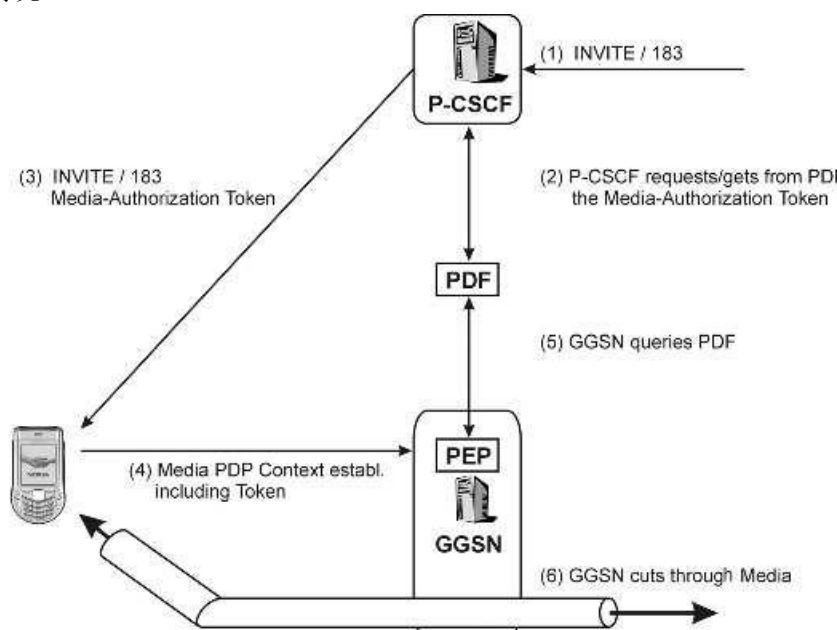 (1) INVITE / 183
P-CSCF
(3) INVITE / 183
Media-Authorization Token
(2) P-CSCF requests/gets from PDF
the Media-Authorization Token
PDF
(5) GGSN queries PDF
PEP
(4) Media PDP Context establ.
including Token
GGSN
(6) GGSN cuts through Media